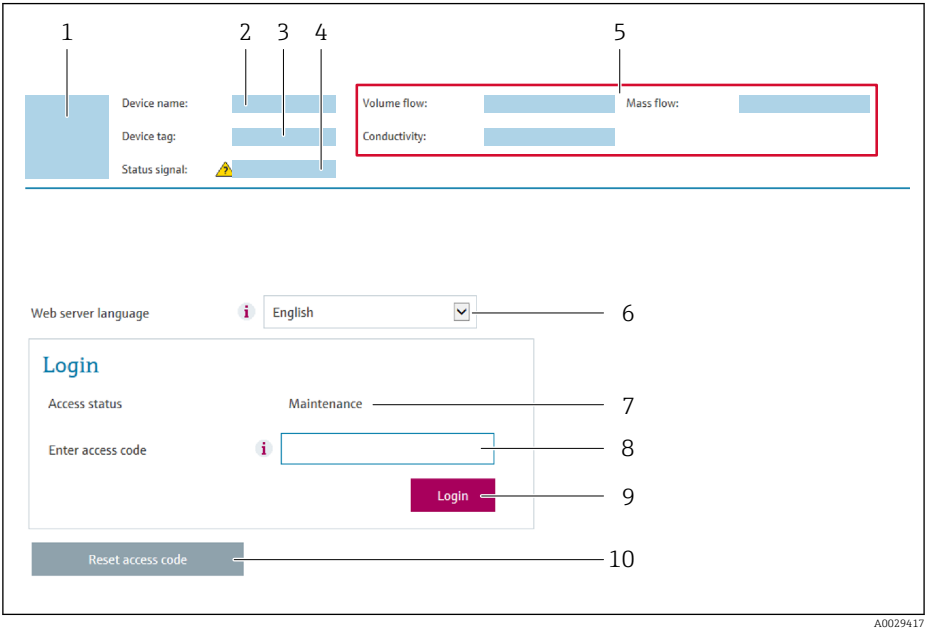 1 2 3 4 5
Device name: Volume flow: Mass flow:
Device tag: Conductivity:
Status signal: ?
Web server language i English 6
Login
Access status Maintenance 7
Enter access code i 8
Login 9
Reset access code 10
A0029417